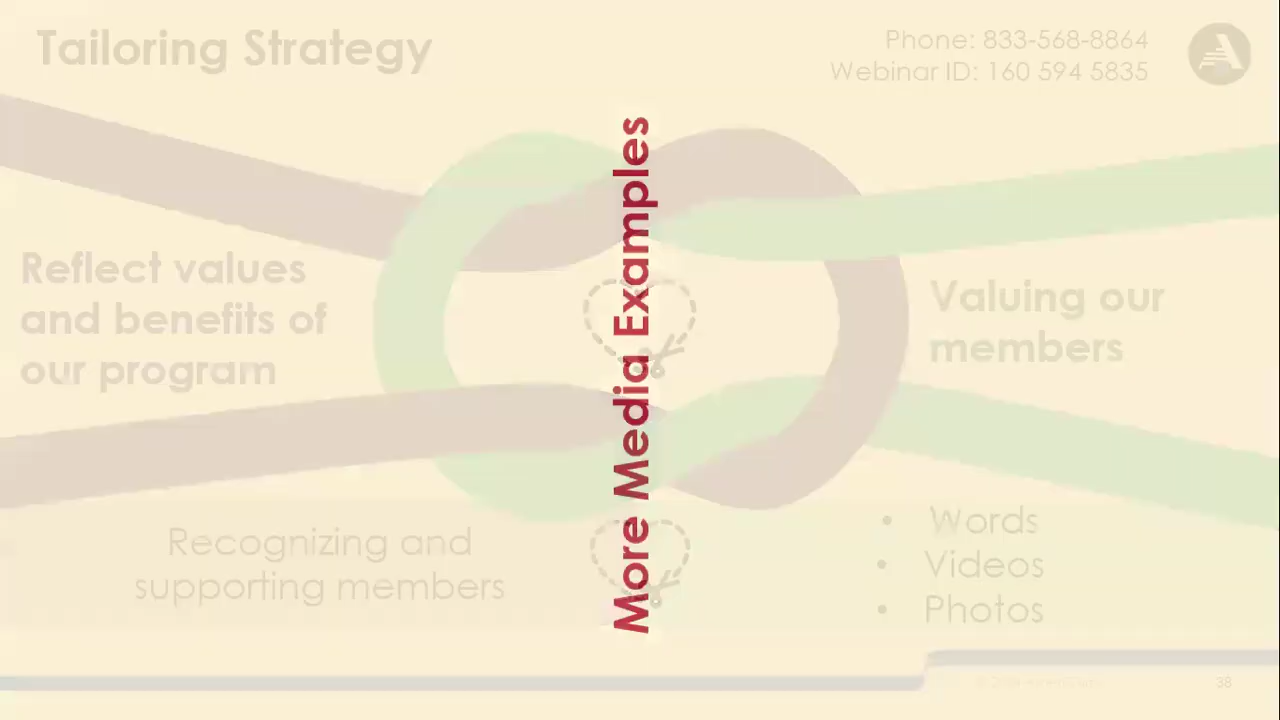 Tailoring Strategy
Phone: 833-568-8864
Webinar ID: 160 594 5835
More Media Examples
Reflect values
and benefits of
our program
Valuing our
members
Recognizing and
supporting members
• Words
• Videos
• Photos
38